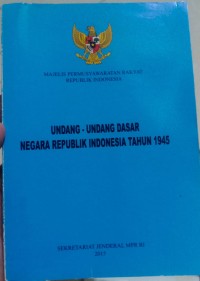 MAJELIS PERMUSYAWARATAN RAKYAT
REPUBLIK INDONESIA
UNDANG - UNDANG DASAR
NEGARA REPUBLIK INDONESIA TAHUN 1945
SEKRETARIAT JENDERAL MPR RI